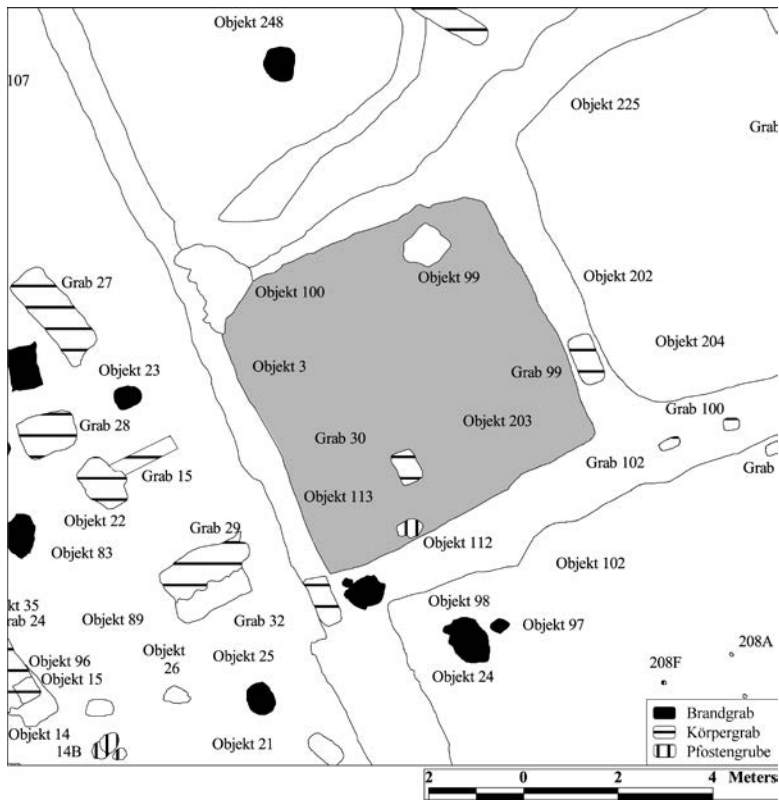 Objekt 248
107
Objekt 225
Grab
Grab 27
Objekt 100
Objekt 99
Objekt 202
Objekt 3
Objekt 23
Grab 99
Objekt 204
Grab 28
Grab 30
Objekt 203
Grab 100
Grab 15
Grab 102
Grab
Objekt 22
Objekt 113
Grab 29
Objekt 83
Objekt 112
Objekt 102
kt 35
rab 24
Objekt 89
Grab 32
Objekt 98
Objekt 97
Objekt 96
Objekt 15
Objekt
26
Objekt 25
Objekt 24
208A
208F
Objekt 14
14B
Objekt 21
Brandgrab
Körpergrab
Pfostengrube
2 0 2 4 Meters